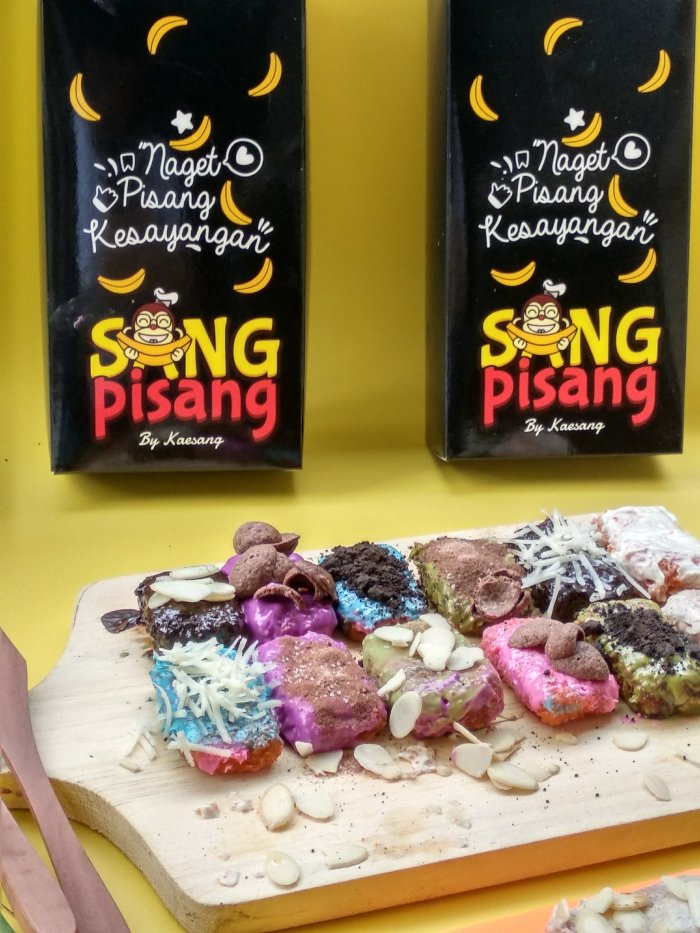 "Naget
Pisang
Kesayangan"
SANG
pisang
By Kaesang
"Naget
Pisang
Kesayangan"
SANG
pisang
By Kaesang